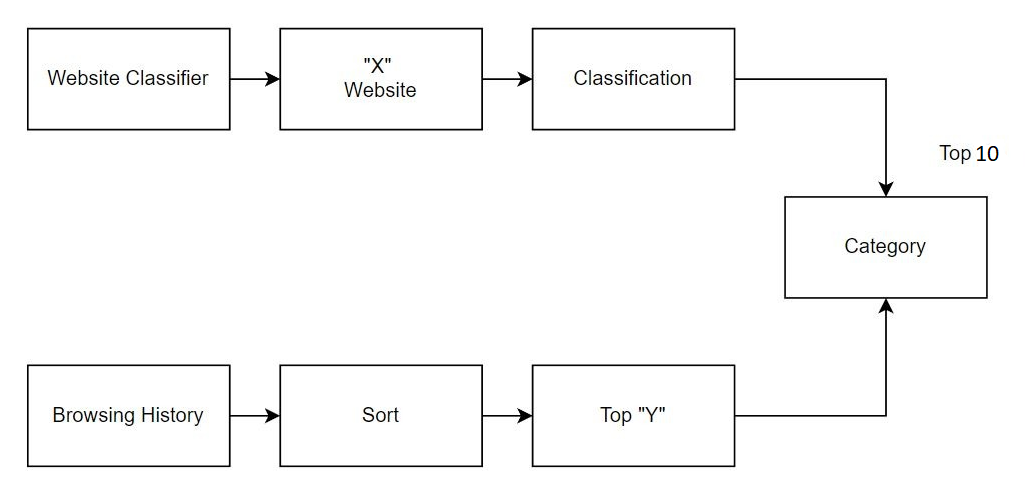 Website Classifier
"X"
Website
Classification
Top 10
Category
Browsing History
Sort
Top "Y"